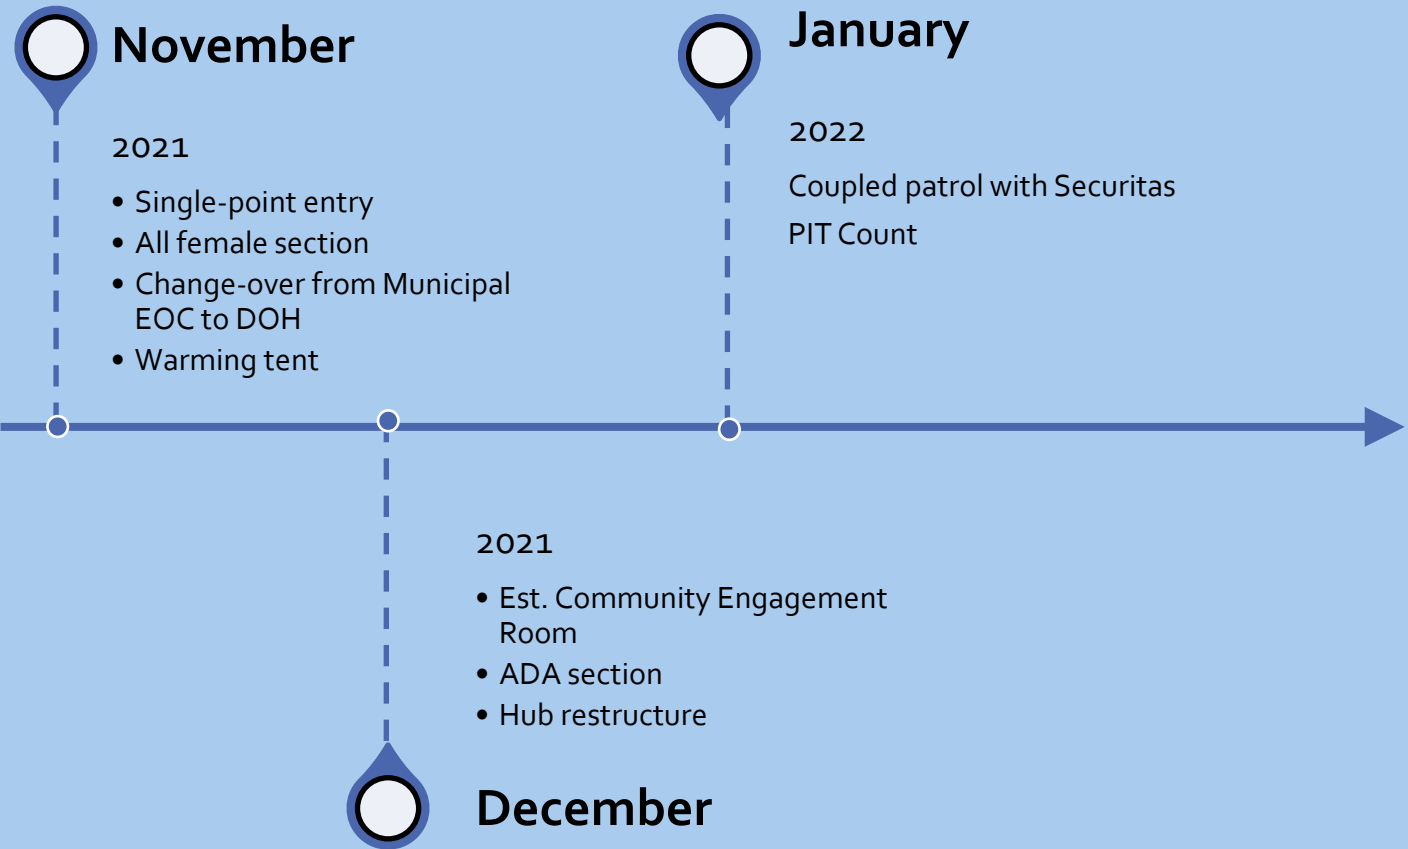 November
2021
• Single-point entry
• All female section
• Change-over from Municipal
EOC to DOH
• Warming tent
January
2022
Coupled patrol with Securitas
PIT Count
2021
• Est. Community Engagement
Room
• ADA section
• Hub restructure
December